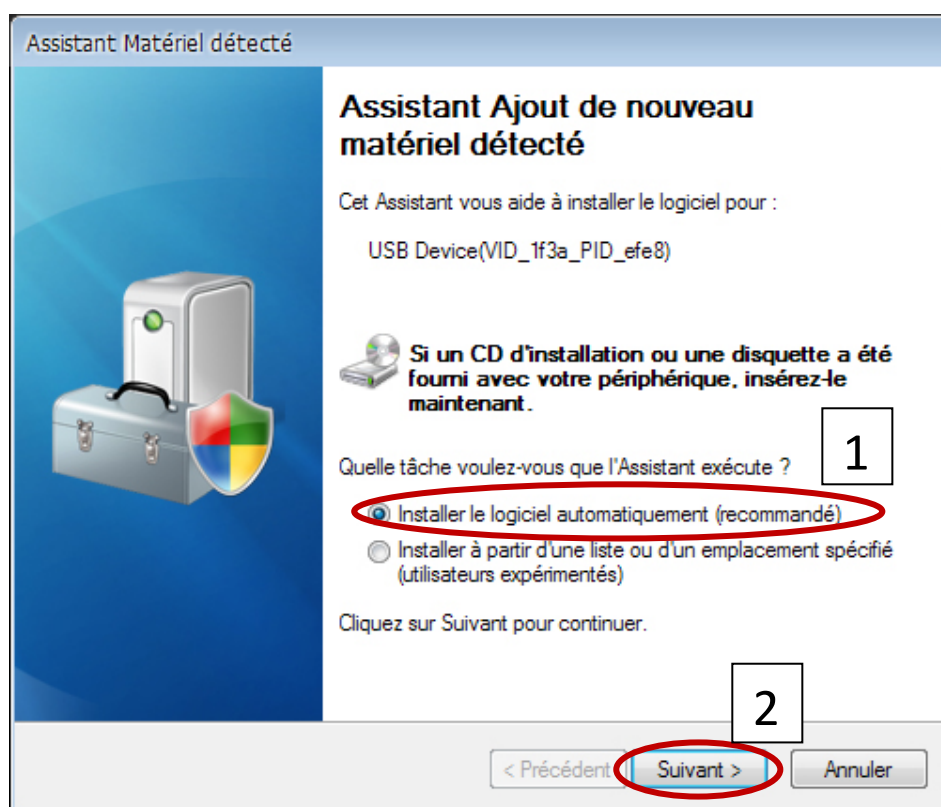 Assistant Matériel détecté
Assistant Ajout de nouveau
matériel détecté
Cet Assistant vous aide à installer le logiciel pour :
USB Device(VID_1f3a_PID_efe8)
Si un CD d'installation ou une disquette a été
fourni avec votre périphérique, insérez-le
maintenant.
1
Quelle tâche voulez-vous que l'Assistant exécute ?
Installer le logiciel automatiquement (recommandé)
Installer à partir d'une liste ou d'un emplacement spécifié
(utilisateurs expérimentés)
Cliquez sur Suivant pour continuer.
2
< Précédent
Suivant >
Annuler